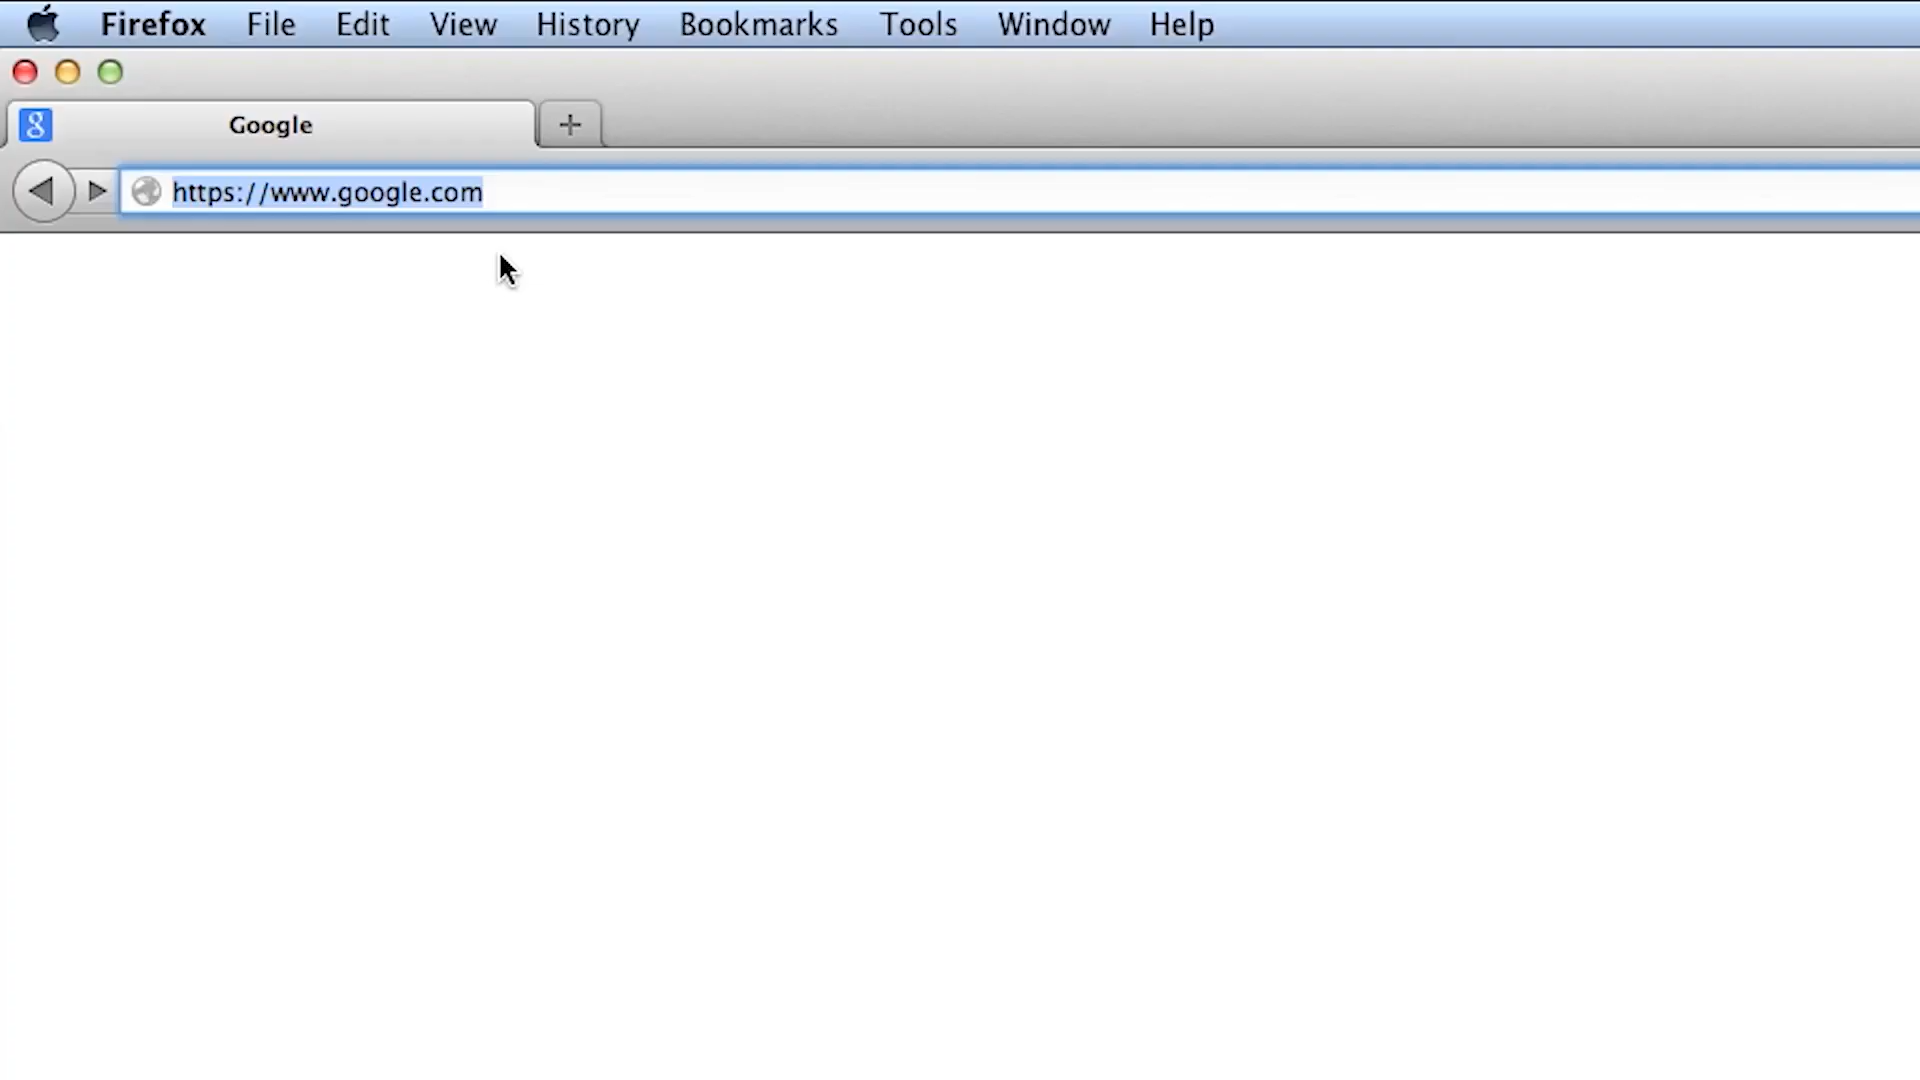 Firefox File Edit View History Bookmarks Tools Window Help
g Google +
https://www.google.com